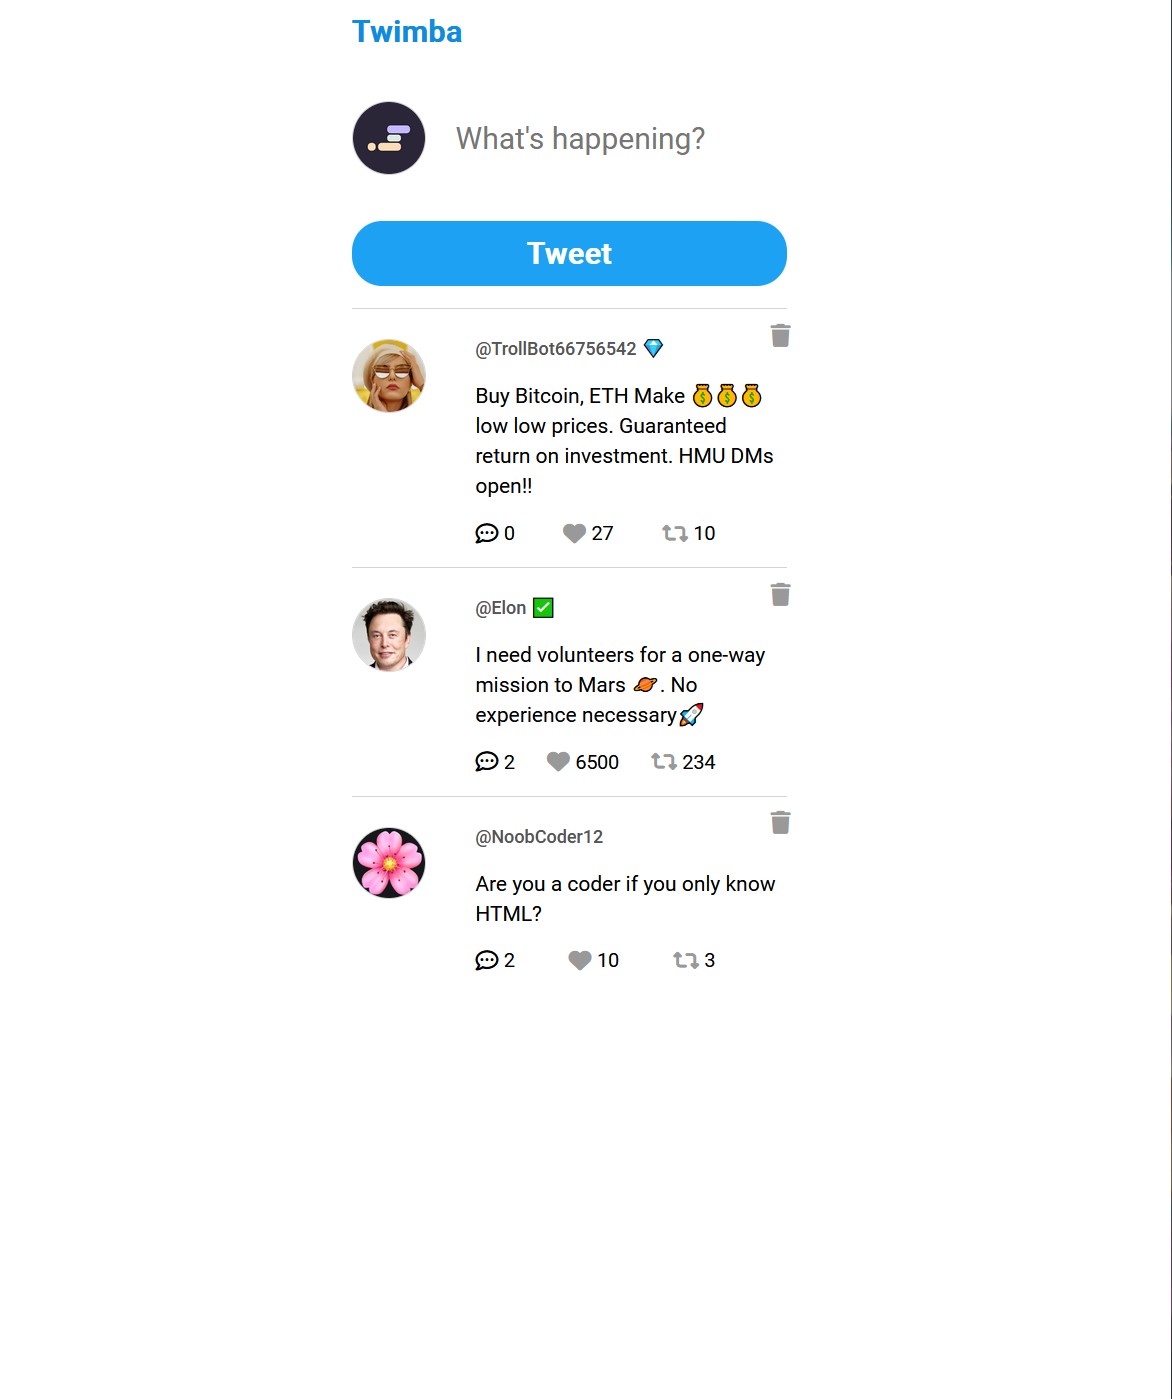 Twimba
What's happening?
Tweet
@TrollBot66756542 💎
Buy Bitcoin, ETH Make 💰💰💰
low low prices. Guaranteed
return on investment. HMU DMs
open!!
0 27 10
@Elon ✅
I need volunteers for a one-way
mission to Mars 🪐. No
experience necessary🚀
2 6500 234
@NoobCoder12
Are you a coder if you only know
HTML?
2 10 3